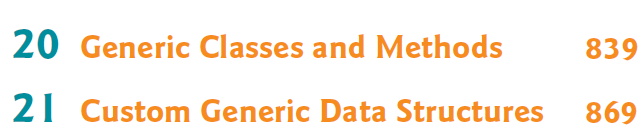 20 Generic Classes and Methods 839
21 Custom Generic Data Structures 869